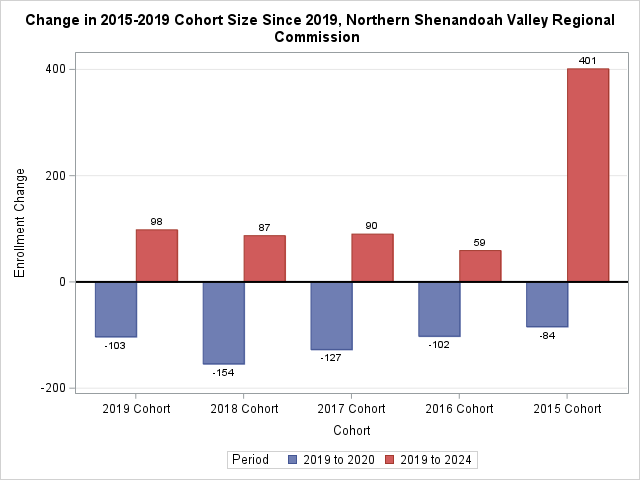 Change in 2015-2019 Cohort Size Since 2019, Northern Shenandoah Valley Regional
Commission
Enrollment Change
400
200
0
-200
98
87
90
59
401
-103
-154
-127
-102
-84
2019 Cohort
2018 Cohort
2017 Cohort
2016 Cohort
2015 Cohort
Cohort
Period 2019 to 2020 2019 to 2024